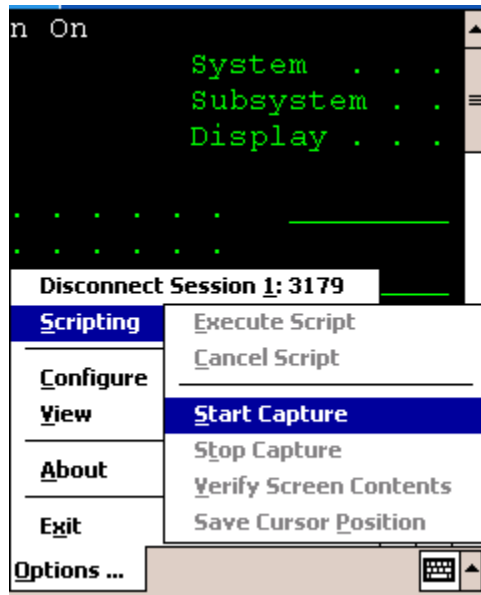 n On
System . . .
Subsystem . .
Display . . .
. . . . . .
. . . . . .
Disconnect Session 1: 3179
Scripting
Execute Script
Cancel Script
Configure
View
Start Capture
Stop Capture
About
Verify Screen Contents
Exit
Save Cursor Position
Options ...